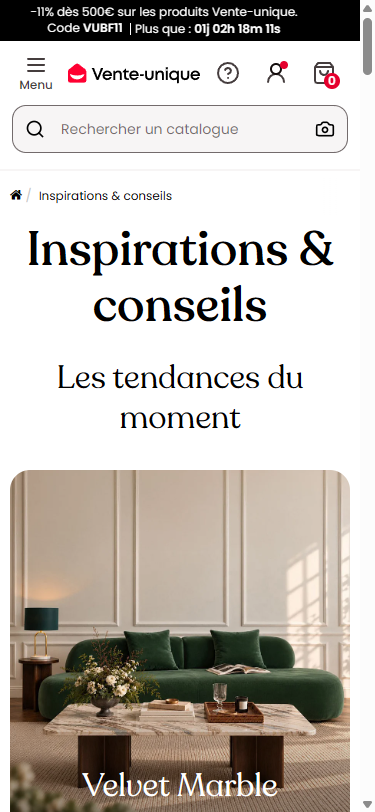 -11% dès 500€ sur les produits Vente-unique.
Code VUBF11 | Plus que : 01j 02h 18m 11s
Menu
Vente-unique
0
Rechercher un catalogue
/ Inspirations & conseils
Inspirations &
conseils
Les tendances du
moment
Velvet Marble